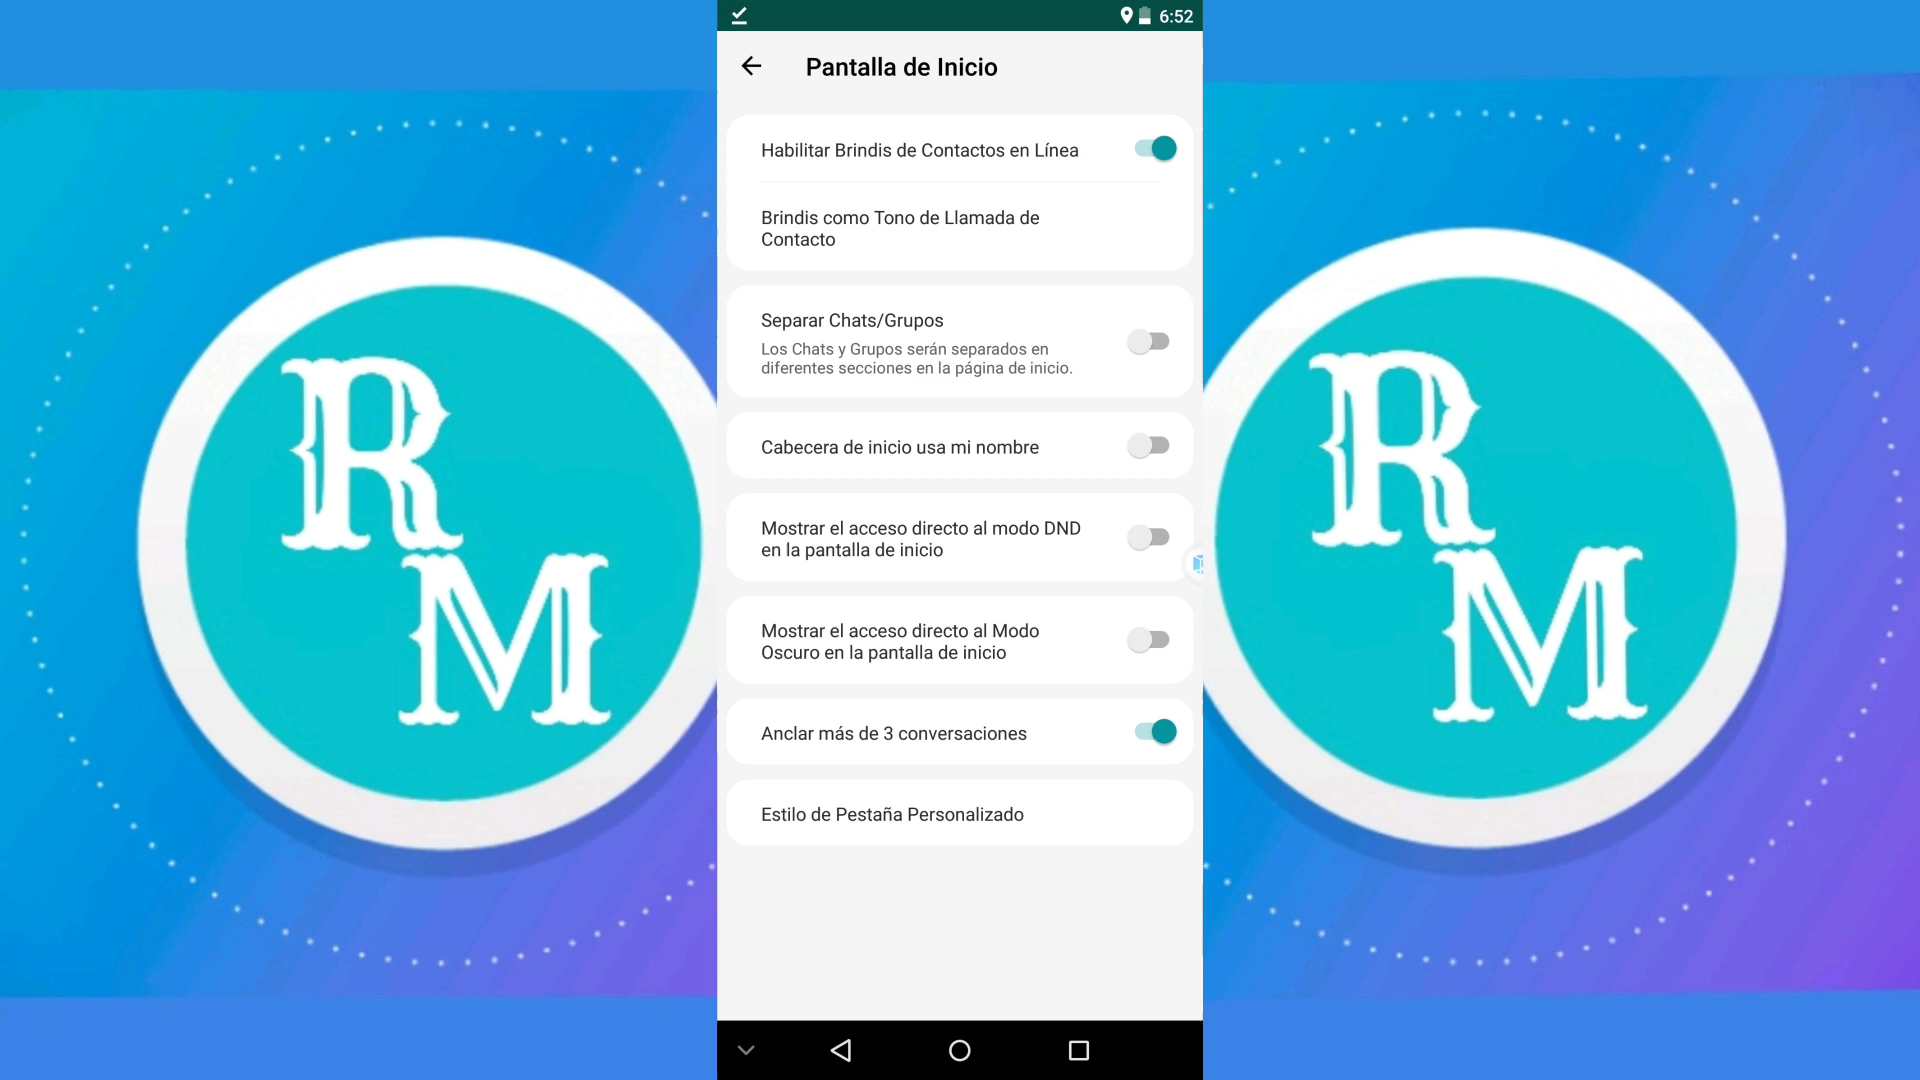 6:52
Pantalla de Inicio
Habilitar Brindis de Contactos en Línea
Brindis como Tono de Llamada de
Contacto
Separar Chats/Grupos
Los Chats y Grupos serán separados en
diferentes secciones en la página de inicio.
Cabecera de inicio usa mi nombre
Mostrar el acceso directo al modo DND
en la pantalla de inicio
Mostrar el acceso directo al Modo
Oscuro en la pantalla de inicio
Anclar más de 3 conversaciones
Estilo de Pestaña Personalizado
R
M
R
M